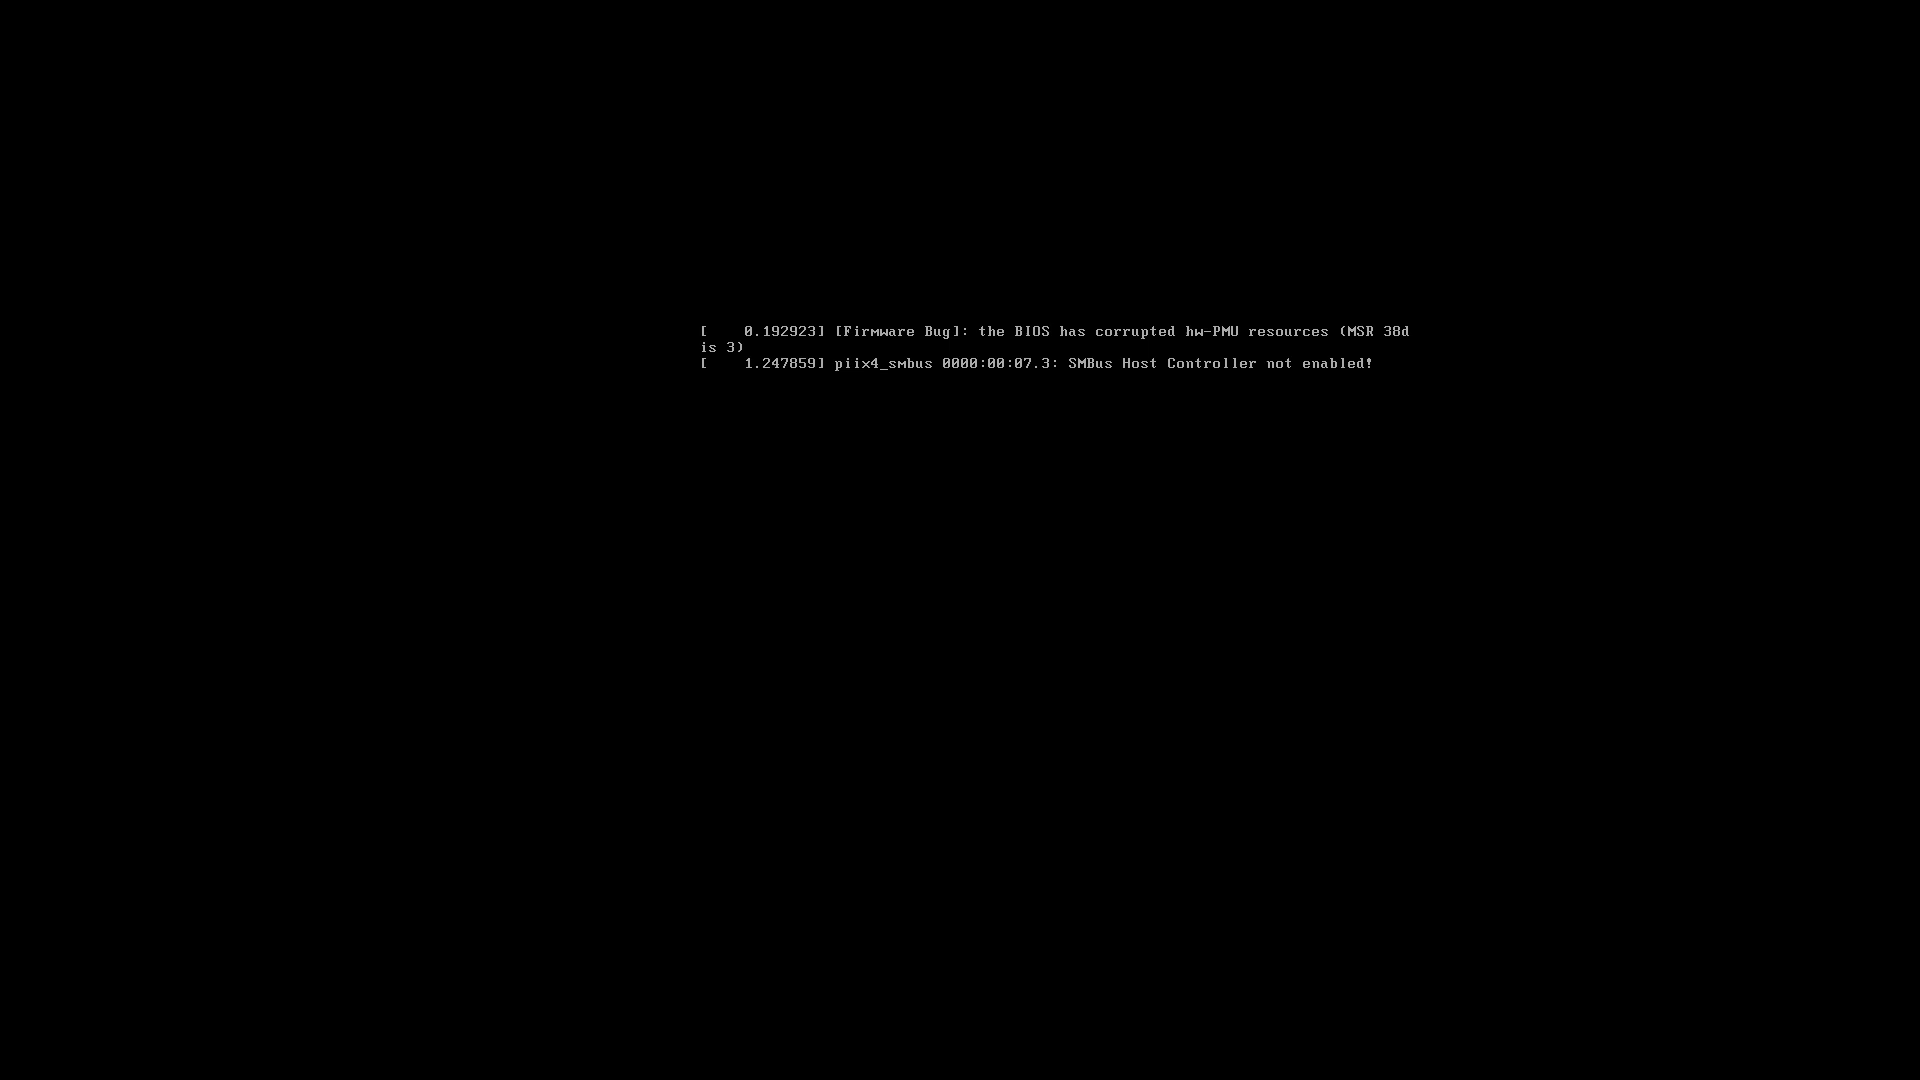 [    0.192923] [Firmware Bug]: the BIOS has corrupted hw-PMU resources (MSR 38d
is 3)
[    1.247859] piix4_smbus 0000:00:07.3: SMBus Host Controller not enabled!